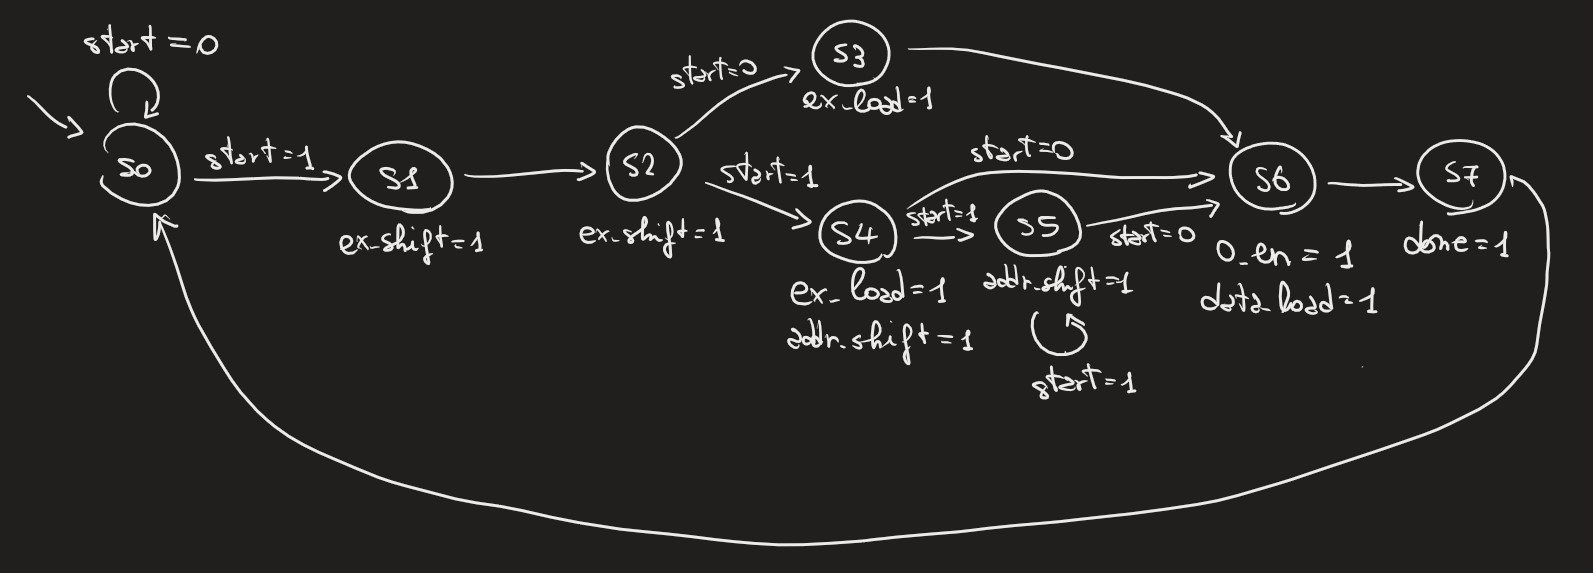 start=0
S0
start=1
S1
ex_shift=1
S2
ex_shift=1
start=0
S3
ex_load=1
start=1
S4
ex_load=1
addr_shift=1
start=0
start=1
S5
addr_shift=1
start=1
start=0
S6
o_en=1
data_load=1
S7
done=1